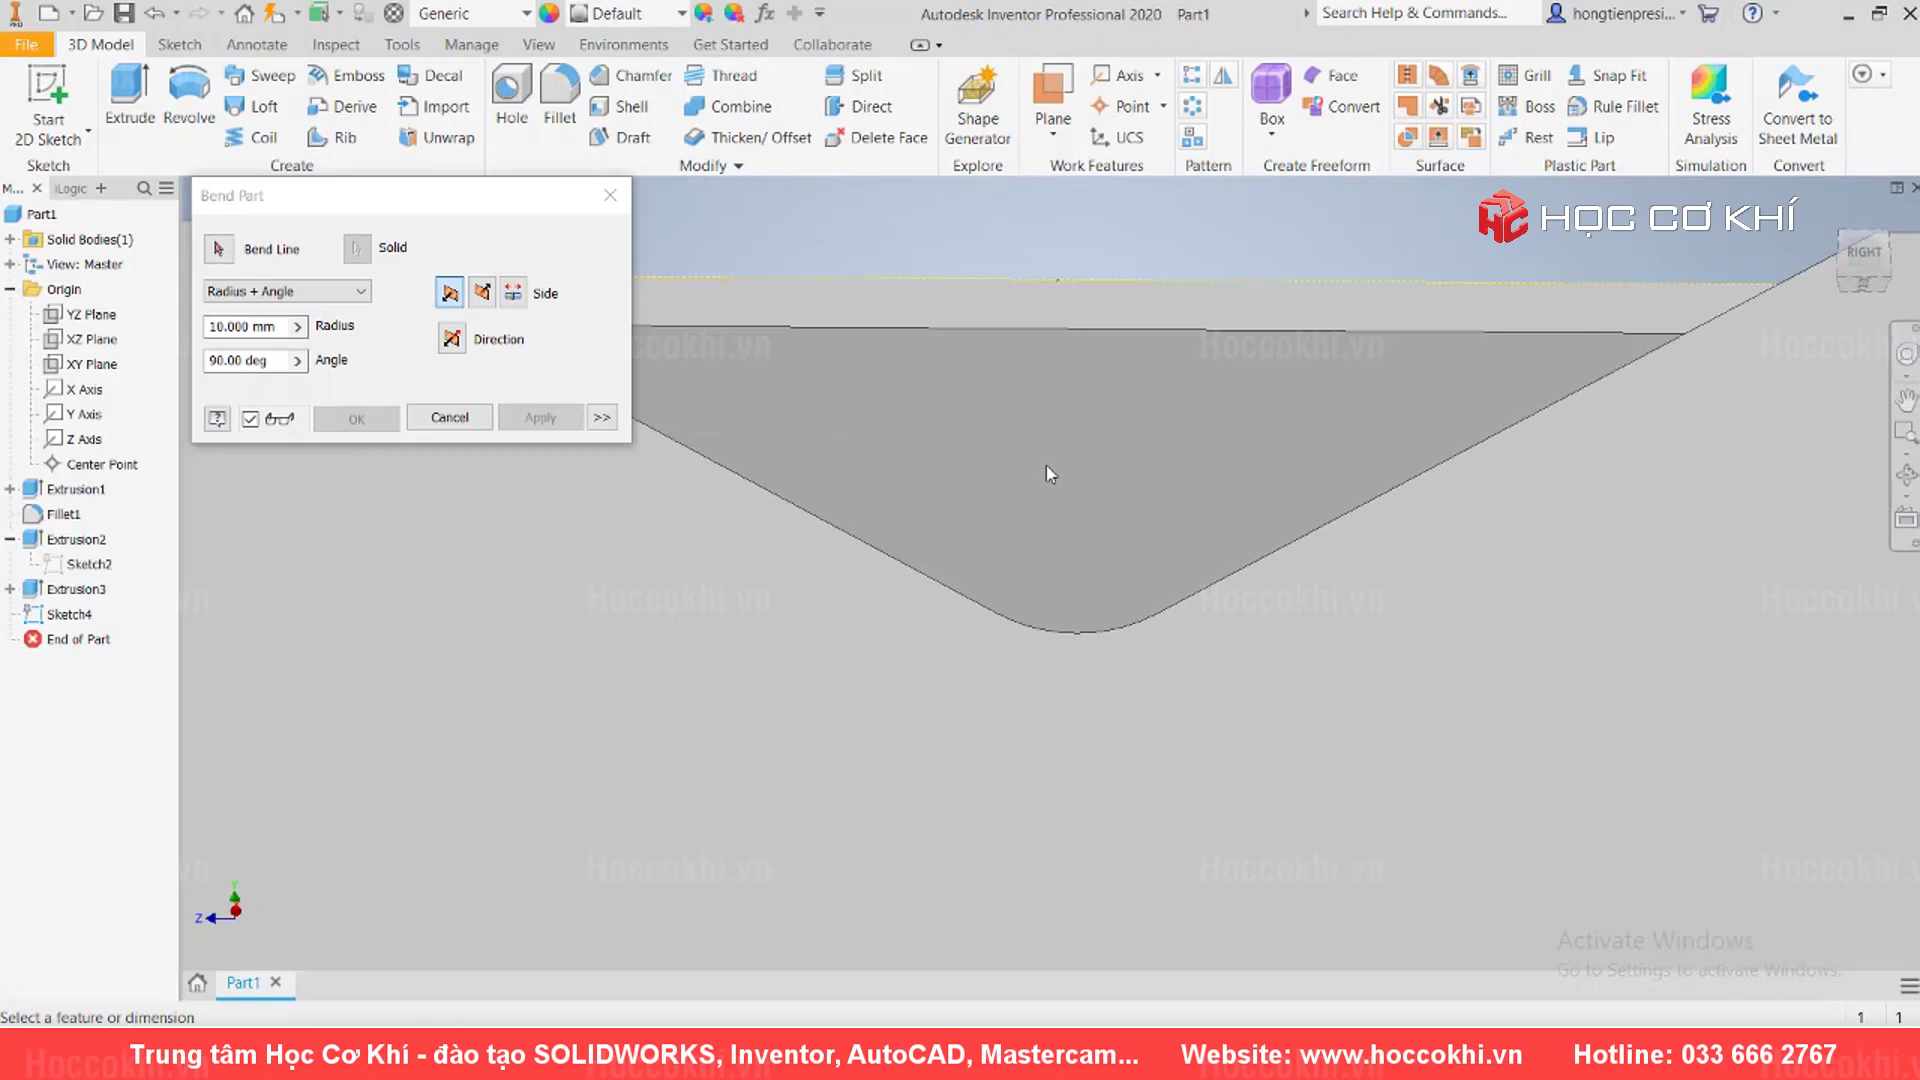 Generic
Default
Autodesk Inventor Professional 2020 Part1
Search Help & Commands...
hongtienpresi...
File
3D Model
Sketch
Annotate
Inspect
Tools
Manage
View
Environments
Get Started
Collaborate
Start
2D Sketch
Sketch
Extrude
Revolve
Sweep
Emboss
Decal
Loft
Derive
Import
Coil
Rib
Unwrap
Create
Hole
Fillet
Chamfer
Thread
Split
Shell
Combine
Direct
Draft
Thicken/ Offset
Delete Face
Modify
Shape
Generator
Explore
Plane
Axis
Point
UCS
Work Features
Pattern
Box
Face
Convert
Create Freeform
Surface
Grill
Snap Fit
Boss
Rule Fillet
Rest
Lip
Plastic Part
Stress
Analysis
Simulation
Convert to
Sheet Metal
Convert
M...
iLogic
Part1
Solid Bodies(1)
View: Master
Origin
YZ Plane
XZ Plane
XY Plane
X Axis
Y Axis
Z Axis
Center Point
Extrusion1
Fillet1
Extrusion2
Sketch2
Extrusion3
Sketch4
End of Part
Bend Part
Bend Line
Solid
Radius + Angle
Side
10.000 mm
Radius
Direction
90.00 deg
Angle
OK
Cancel
Apply
>>
HỌC CƠ KHÍ
RIGHT
Hoccokhi.vn
Hoccokhi.vn
Hoccokhi.vn
Hoccokhi.vn
Hoccokhi.vn
Y
Z
Activate Windows
Go to Settings to activate Windows.
Part1
Select a feature or dimension
1 1
Trung tâm Học Cơ Khí - đào tạo SOLIDWORKS, Inventor, AutoCAD, Mastercam... Website: www.hoccokhi.vn Hotline: 033 666 2767